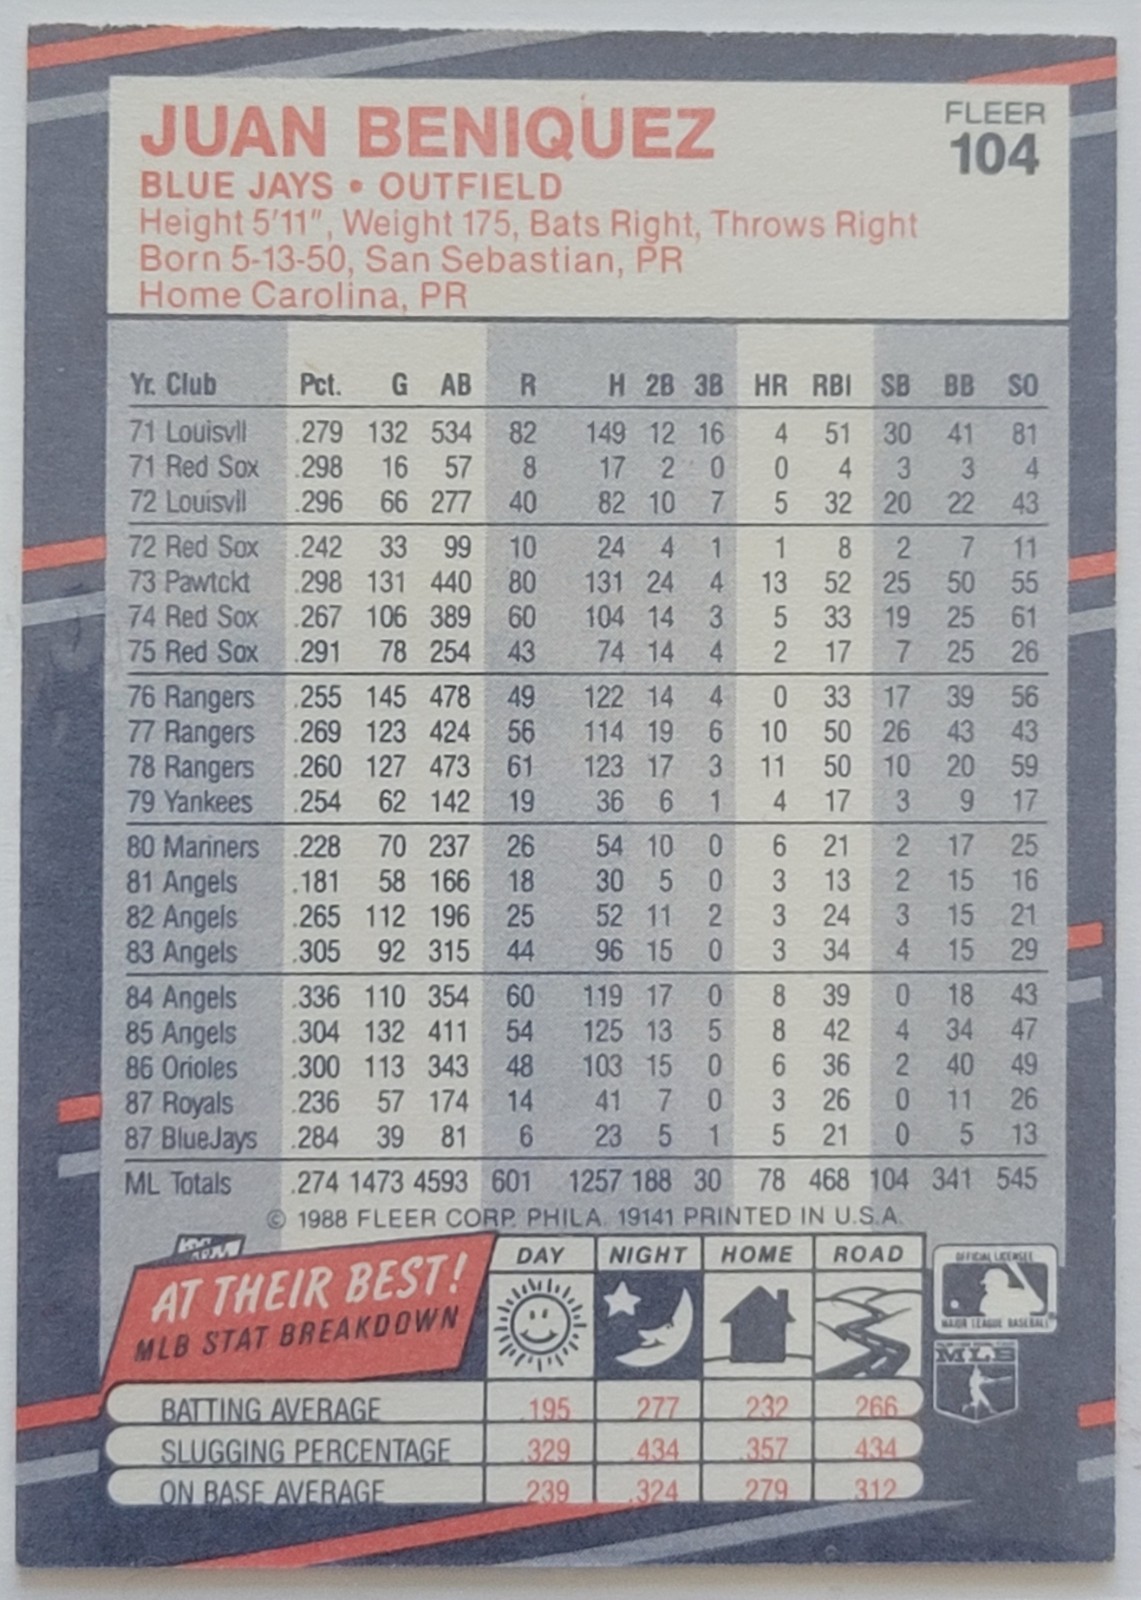 JUAN BENIQUEZ
FLEER
104
BLUE JAYS • OUTFIELD
Height 5'11", Weight 175, Bats Right, Throws Right
Born 5-13-50, San Sebastian, PR
Home Carolina, PR
Yr. Club Pct. G AB R H 2B 3B HR RBI SB BB SO
71 Louisvll .279 132 534 82 149 12 16 4 51 30 41 81
71 Red Sox .298 16 57 8 17 2 0 0 4 3 3 4
72 Louisvll .296 66 277 40 82 10 7 5 32 20 22 43
72 Red Sox .242 33 99 10 24 4 1 1 8 2 7 11
73 Pawtckt .298 131 440 80 131 24 4 13 52 25 50 55
74 Red Sox .267 106 389 60 104 14 3 5 33 19 25 61
75 Red Sox .291 78 254 43 74 14 4 2 17 7 25 26
76 Rangers .255 145 478 49 122 14 4 0 33 17 39 56
77 Rangers .269 123 424 56 114 19 6 10 50 26 43 43
78 Rangers .260 127 473 61 123 17 3 11 50 10 20 59
79 Yankees .254 62 142 19 36 6 1 4 17 3 9 17
80 Mariners .228 70 237 26 54 10 0 6 21 2 17 25
81 Angels .181 58 166 18 30 5 0 3 13 2 15 16
82 Angels .265 112 196 25 52 11 2 3 24 3 15 21
83 Angels .305 92 315 44 96 15 0 3 34 4 15 29
84 Angels .336 110 354 60 119 17 0 8 39 0 18 43
85 Angels .304 132 411 54 125 13 5 8 42 4 34 47
86 Orioles .300 113 343 48 103 15 0 6 36 2 40 49
87 Royals .236 57 174 14 41 7 0 3 26 0 11 26
87 BlueJays .284 39 81 6 23 5 1 5 21 0 5 13
ML Totals .274 1473 4593 601 1257 188 30 78 468 104 341 545
© 1988 FLEER CORP. PHILA. 19141 PRINTED IN U.S.A.
AT THEIR BEST!
MLB STAT BREAKDOWN
DAY NIGHT HOME ROAD
OFFICIAL LICENSEE
MAJOR LEAGUE BASEBALL
MLB
BATTING AVERAGE .195 .277 .232 .266
SLUGGING PERCENTAGE .329 .434 .357 .434
ON BASE AVERAGE .239 .324 .279 .312